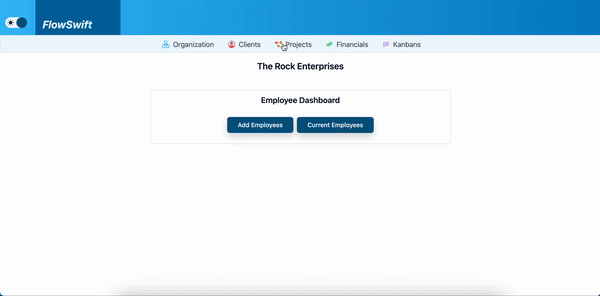 FlowSwift
Organization Clients Projects Financials Kanbans
The Rock Enterprises
Employee Dashboard
Add Employees Current Employees